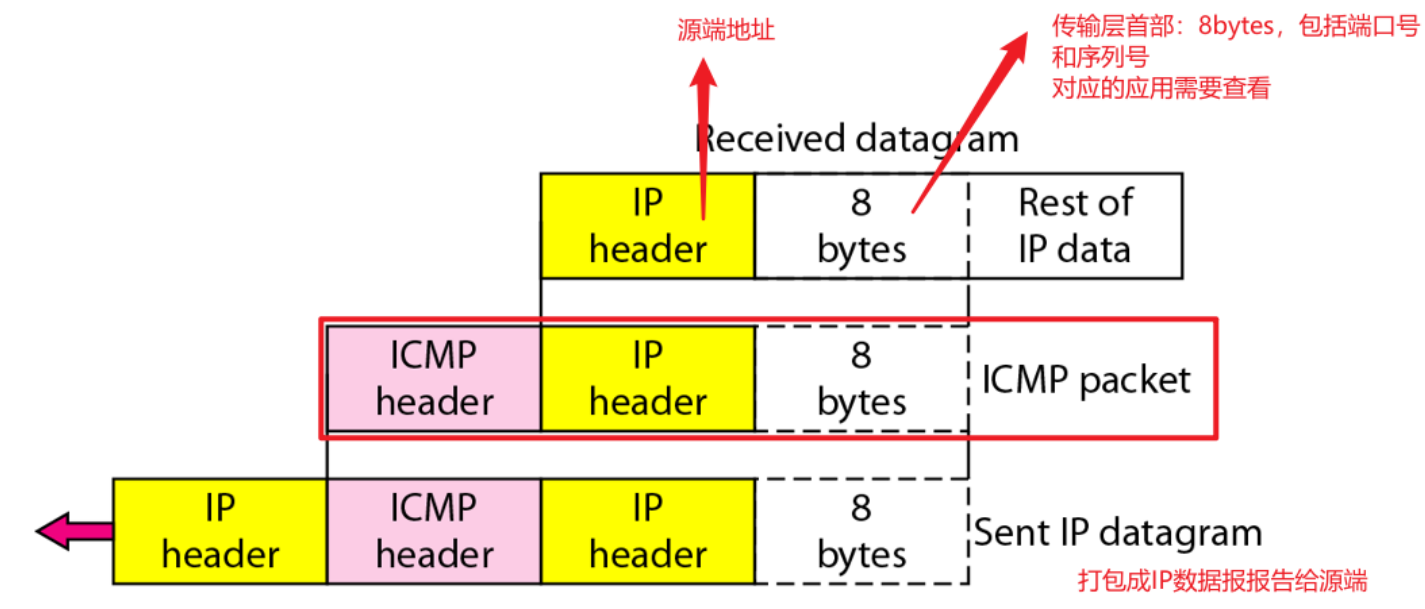 源端地址
传输层首部：8bytes，包括端口号
和序列号
对应的应用需要查看
Received datagram
IP header
8 bytes
Rest of IP data
ICMP header
IP header
8 bytes
ICMP packet
IP header
ICMP header
IP header
8 bytes
Sent IP datagram
打包成IP数据报报告给源端